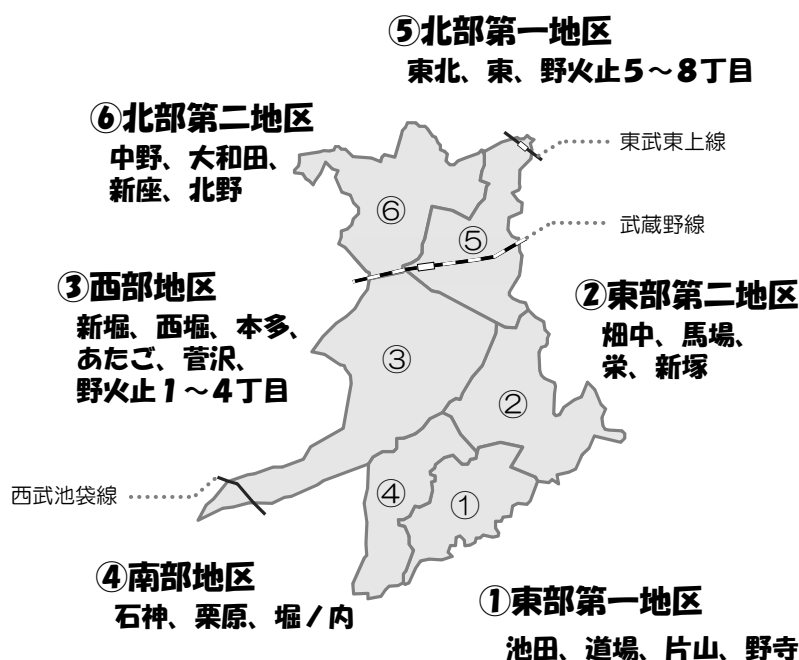 ⑤北部第一地区
東北、東、野火止5～8丁目
⑥北部第二地区
中野、大和田、
新座、北野
東武東上線
⑥
⑤
武蔵野線
③西部地区
新堀、西堀、本多、
あたご、菅沢、
野火止1～4丁目
②東部第二地区
畑中、馬場、
栄、新塚
③
②
西武池袋線
④
①
④南部地区
石神、栗原、堀ノ内
①東部第一地区
池田、道場、片山、野寺